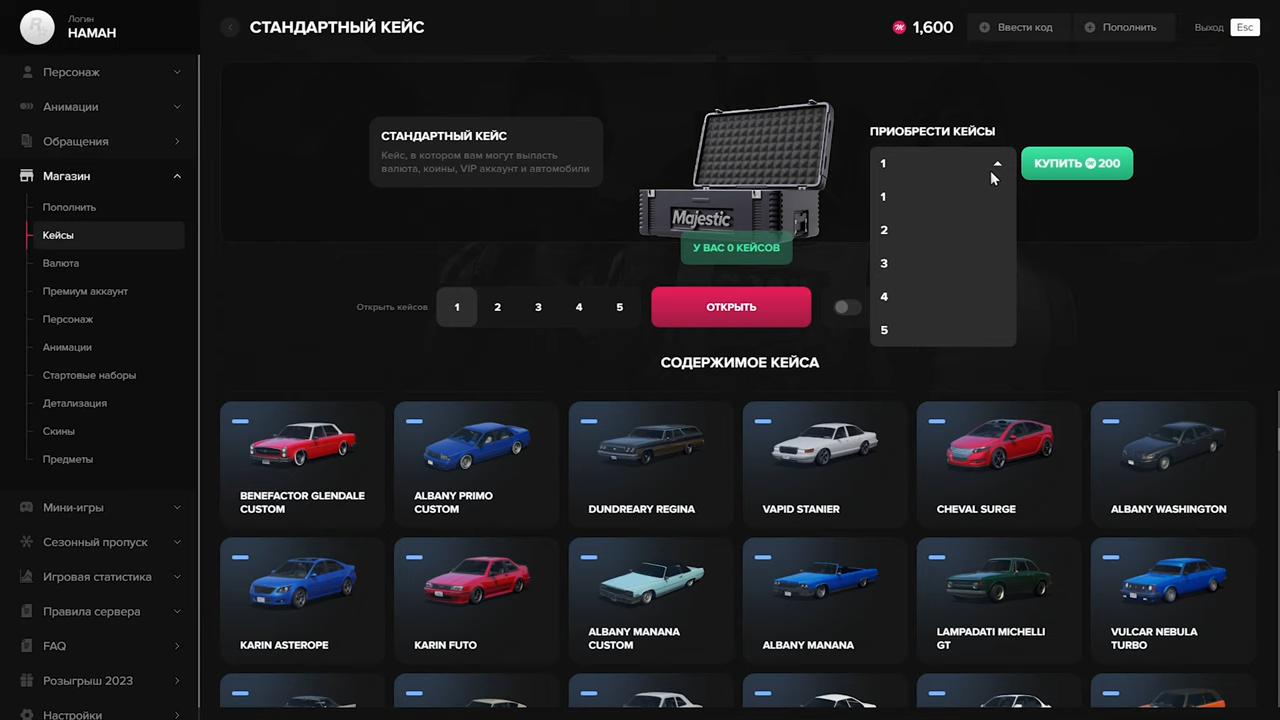 Логин
НАМАН
СТАНДАРТНЫЙ КЕЙС
1,600
Ввести код
Пополнить
Выход
Esc
Персонаж
Анимации
Обращения
Магазин
Пополнить
Кейсы
Валюта
Премиум аккаунт
Персонаж
Анимации
Стартовые наборы
Детализация
Скины
Предметы
Мини-игры
Сезонный пропуск
Игровая статистика
Правила сервера
FAQ
Розыгрыш 2023
Настройки
СТАНДАРТНЫЙ КЕЙС
Кейс, в котором вам могут выпасть
валюта, коины, VIP аккаунт и автомобили
Majestic
У ВАС 0 КЕЙСОВ
ПРИОБРЕСТИ КЕЙСЫ
1
КУПИТЬ 200
1
2
3
4
5
Открыть кейсов
1 2 3 4 5
ОТКРЫТЬ
СОДЕРЖИМОЕ КЕЙСА
BENEFACTOR GLENDALE
CUSTOM
ALBANY PRIMO
CUSTOM
DUNDREARY REGINA
VAPID STANIER
CHEVAL SURGE
ALBANY WASHINGTON
KARIN ASTEROPE
KARIN FUTO
ALBANY MANANA
CUSTOM
ALBANY MANANA
LAMPADATI MICHELLI
GT
VULCAR NEBULA
TURBO